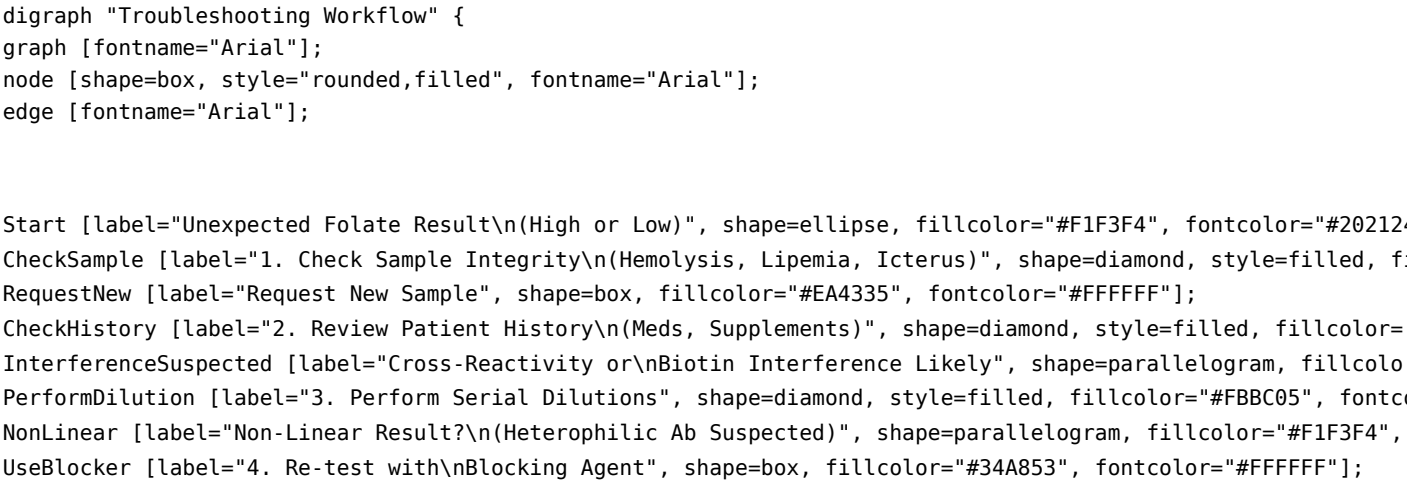 digraph "Troubleshooting Workflow" {
graph [fontname="Arial"];
node [shape=box, style="rounded,filled", fontname="Arial"];
edge [fontname="Arial"];
Start [label="Unexpected Folate Result\n(High or Low)", shape=ellipse, fillcolor="#F1F3F4", fontcolor="#202124
CheckSample [label="1. Check Sample Integrity\n(Hemolysis, Lipemia, Icterus)", shape=diamond, style=filled, fi
RequestNew [label="Request New Sample", shape=box, fillcolor="#EA4335", fontcolor="#FFFFFF"];
CheckHistory [label="2. Review Patient History\n(Meds, Supplements)", shape=diamond, style=filled, fillcolor=
InterferenceSuspected [label="Cross-Reactivity or\nBiotin Interference Likely", shape=parallelogram, fillcolo
PerformDilution [label="3. Perform Serial Dilutions", shape=diamond, style=filled, fillcolor="#FBBC05", fontc
NonLinear [label="Non-Linear Result?\n(Heterophilic Ab Suspected)", shape=parallelogram, fillcolor="#F1F3F4",
UseBlocker [label="4. Re-test with\nBlocking Agent", shape=box, fillcolor="#34A853", fontcolor="#FFFFFF"];